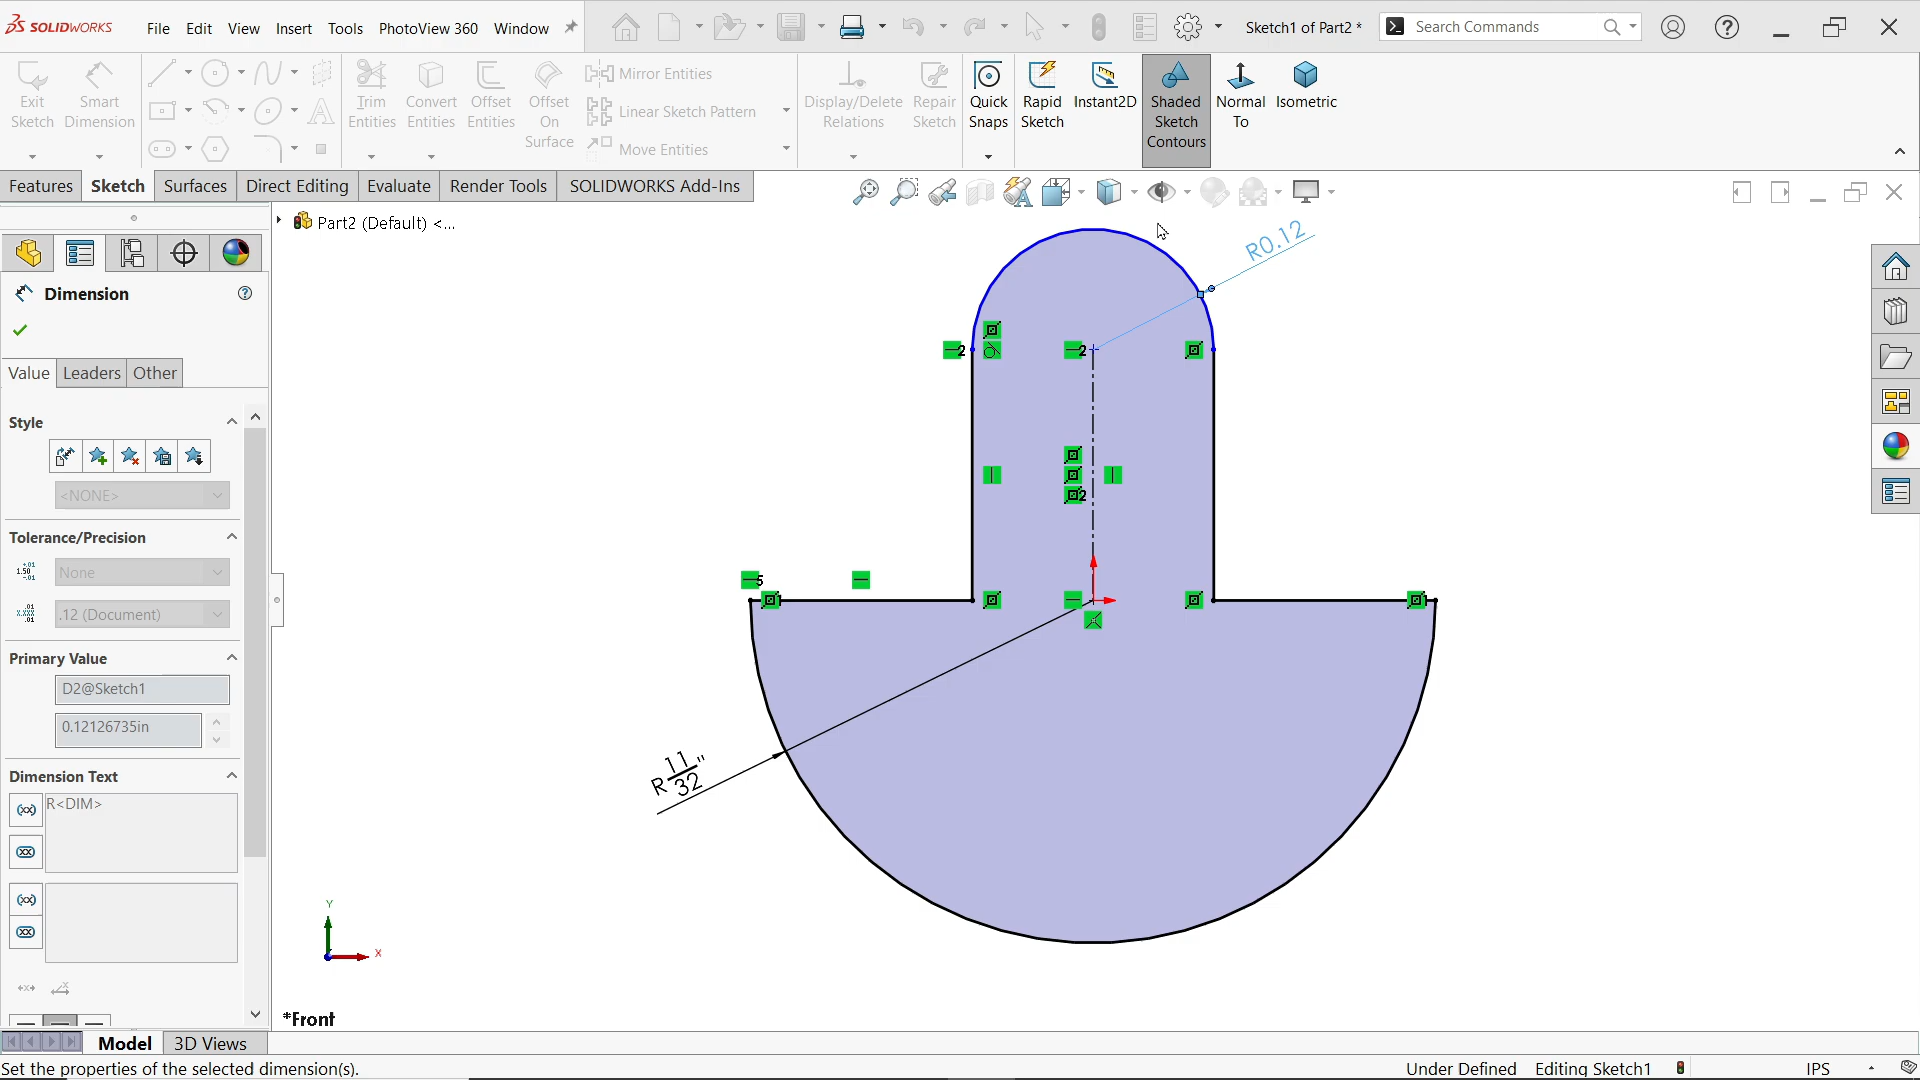 SOLIDWORKS File Edit View Insert Tools PhotoView 360 Window Sketch1 of Part2 * Search Commands
Exit Sketch
Smart Dimension
Trim Entities
Convert Entities
Offset Entities
Offset On Surface
Mirror Entities
Linear Sketch Pattern
Move Entities
Display/Delete Relations
Repair Sketch
Quick Snaps
Rapid Sketch
Instant2D
Shaded Sketch Contours
Normal To
Isometric
Features Sketch Surfaces Direct Editing Evaluate Render Tools SOLIDWORKS Add-Ins
Part2 (Default) <...
Dimension
Value Leaders Other
Style
<NONE>
Tolerance/Precision
None
.12 (Document)
Primary Value
D2@Sketch1
0.12126735in
Dimension Text
R<DIM>
R0.12
2
2
2
5
R 11/32"
Y
X
*Front
Model 3D Views
Set the properties of the selected dimension(s). Under Defined Editing Sketch1 IPS